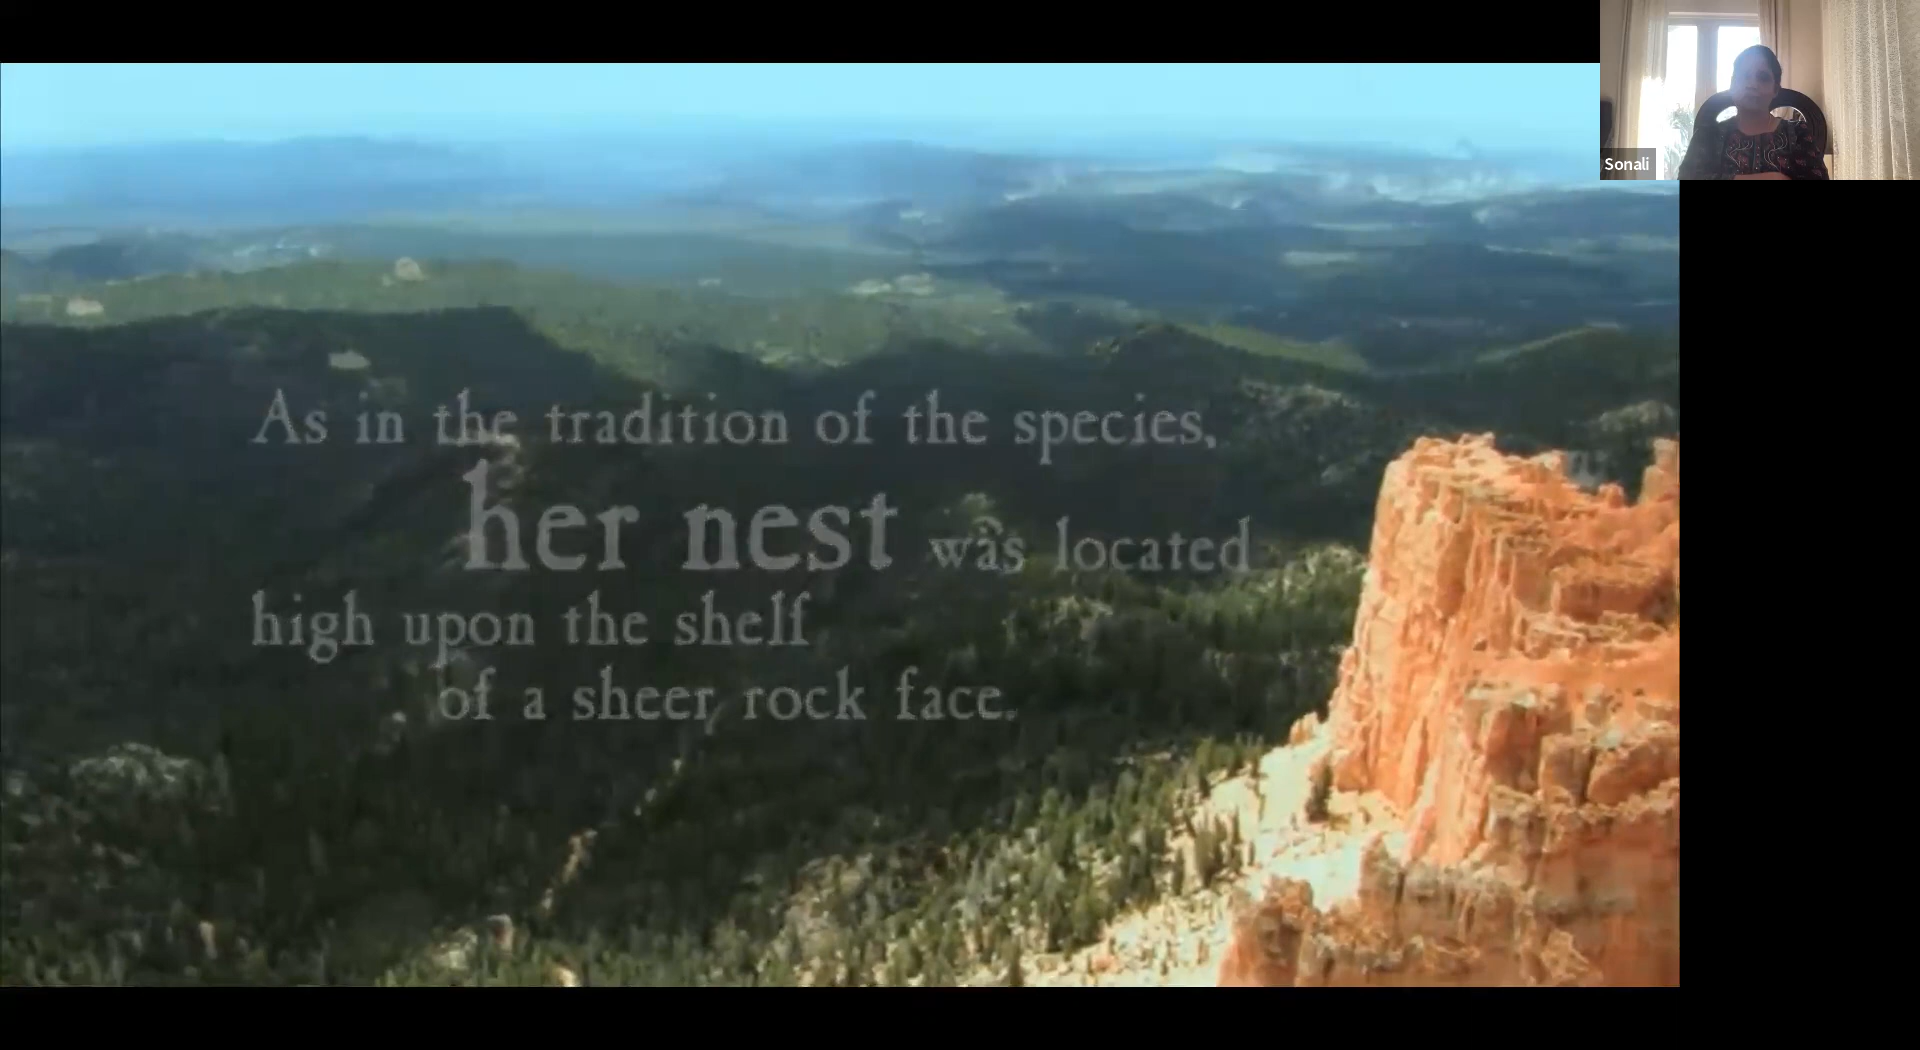 As in the tradition of the species,
her nest was located
high upon the shelf
of a sheer rock face.
Sonali